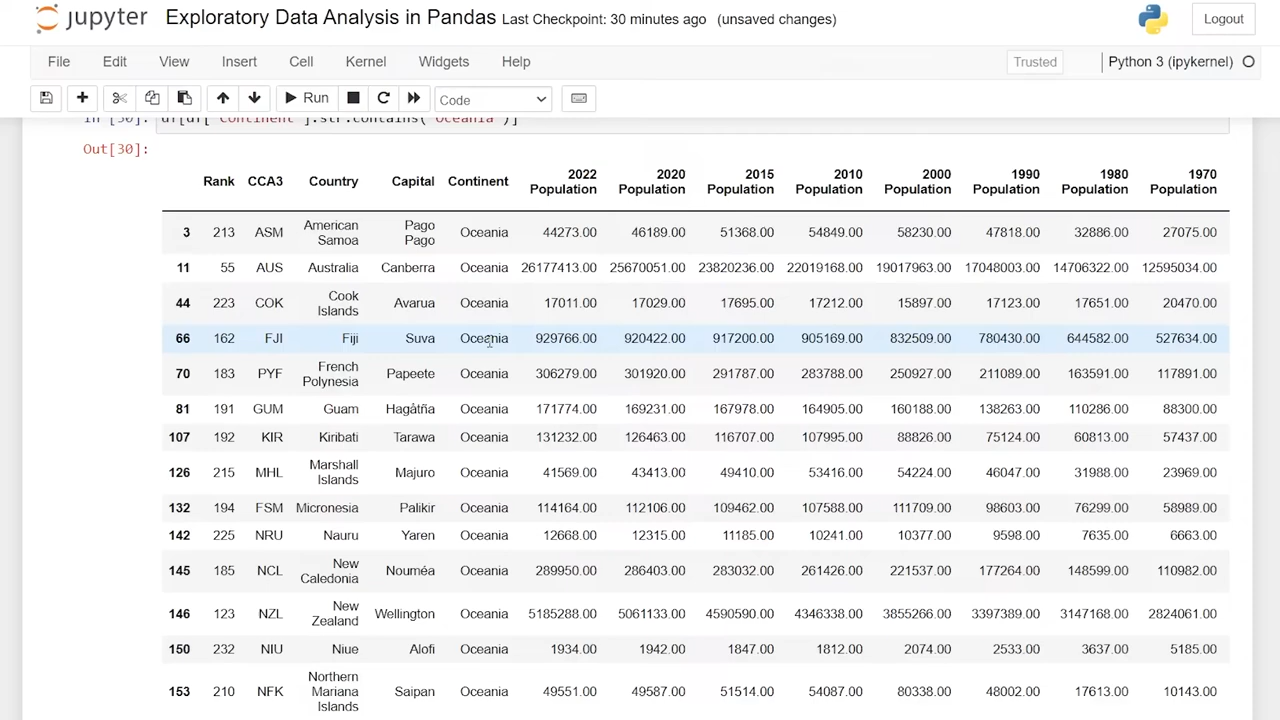 jupyter Exploratory Data Analysis in Pandas Last Checkpoint: 30 minutes ago (unsaved changes) Logout
File Edit View Insert Cell Kernel Widgets Help Trusted Python 3 (ipykernel)
Run Code
In [30]: df[df['Continent'].str.contains('Oceania')]
Out[30]:
Rank CCA3 Country Capital Continent 2022 Population 2020 Population 2015 Population 2010 Population 2000 Population 1990 Population 1980 Population 1970 Population
3 213 ASM American Samoa Pago Pago Oceania 44273.00 46189.00 51368.00 54849.00 58230.00 47818.00 32886.00 27075.00
11 55 AUS Australia Canberra Oceania 26177413.00 25670051.00 23820236.00 22019168.00 19017963.00 17048003.00 14706322.00 12595034.00
44 223 COK Cook Islands Avarua Oceania 17011.00 17029.00 17695.00 17212.00 15897.00 17123.00 17651.00 20470.00
66 162 FJI Fiji Suva Oceania 929766.00 920422.00 917200.00 905169.00 832509.00 780430.00 644582.00 527634.00
70 183 PYF French Polynesia Papeete Oceania 306279.00 301920.00 291787.00 283788.00 250927.00 211089.00 163591.00 117891.00
81 191 GUM Guam Hagåtña Oceania 171774.00 169231.00 167978.00 164905.00 160188.00 138263.00 110286.00 88300.00
107 192 KIR Kiribati Tarawa Oceania 131232.00 126463.00 116707.00 107995.00 88826.00 75124.00 60813.00 57437.00
126 215 MHL Marshall Islands Majuro Oceania 41569.00 43413.00 49410.00 53416.00 54224.00 46047.00 31988.00 23969.00
132 194 FSM Micronesia Palikir Oceania 114164.00 112106.00 109462.00 107588.00 111709.00 98603.00 76299.00 58989.00
142 225 NRU Nauru Yaren Oceania 12668.00 12315.00 11185.00 10241.00 10377.00 9598.00 7635.00 6663.00
145 185 NCL New Caledonia Nouméa Oceania 289950.00 286403.00 283032.00 261426.00 221537.00 177264.00 148599.00 110982.00
146 123 NZL New Zealand Wellington Oceania 5185288.00 5061133.00 4590590.00 4346338.00 3855266.00 3397389.00 3147168.00 2824061.00
150 232 NIU Niue Alofi Oceania 1934.00 1942.00 1847.00 1812.00 2074.00 2533.00 3637.00 5185.00
153 210 NFK Northern Mariana Islands Saipan Oceania 49551.00 49587.00 51514.00 54087.00 80338.00 48002.00 17613.00 10143.00